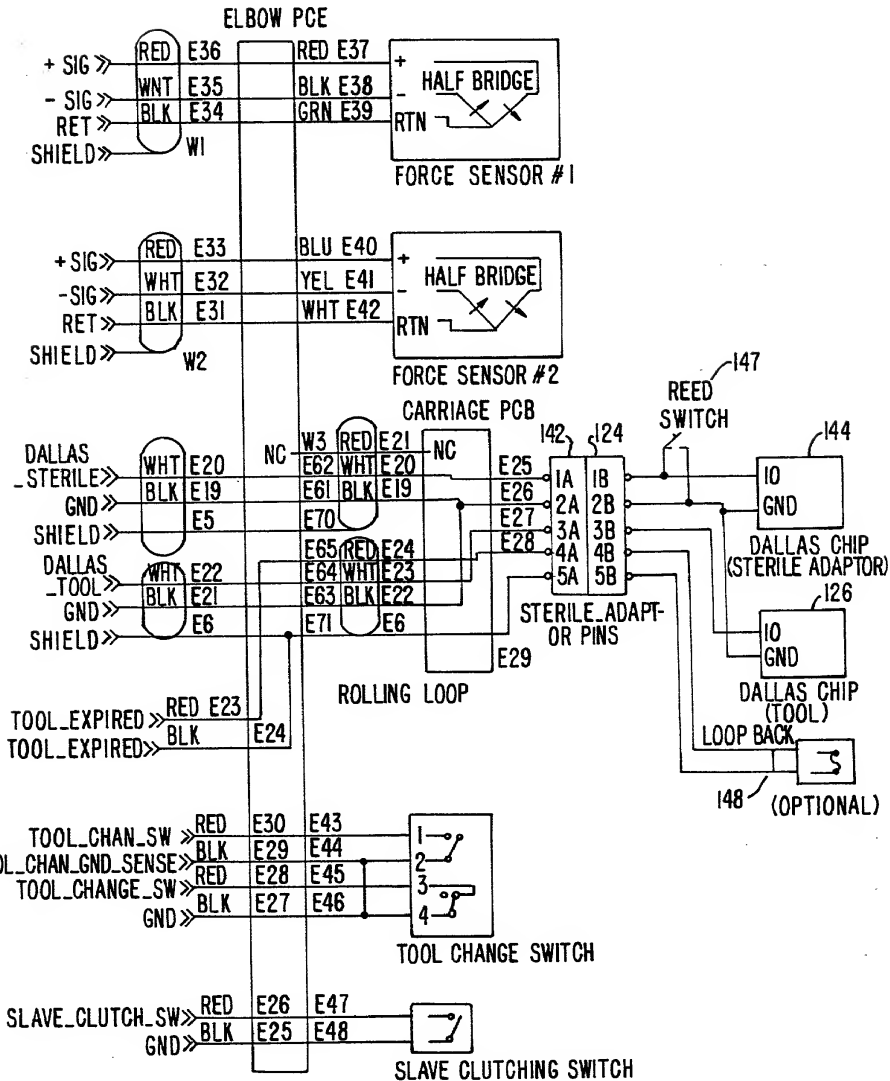 ELBOW PCE
+ SIG RED E36 RED E37 +
- SIG WNT E35 BLK E38 -
HALF BRIDGE
RET BLK E34 GRN E39 RTN
SHIELD W1
FORCE SENSOR #1
+ SIG RED E33 BLU E40 +
- SIG WHT E32 YEL E41 -
HALF BRIDGE
RET BLK E31 WHT E42 RTN
SHIELD W2
FORCE SENSOR #2
147
REED SWITCH
CARRIAGE PCB
142 124 144
NC W3 RED E21 NC
DALLAS
_STERILE WHT E20 E62 WHT E20 E25 1A 1B IO
GND BLK E19 E61 BLK E19 E26 2A 2B GND
SHIELD E5 E70 E27 3A 3B
DALLAS CHIP
(STERILE ADAPTOR)
E65 RED E24 E28 4A 4B
DALLAS
_TOOL WHT E22 E64 WHT E23 5A 5B
GND BLK E21 E63 BLK E22
SHIELD E6 E71 E6
STERILE_ADAPT-
OR PINS
126
IO
GND
E29
ROLLING LOOP
DALLAS CHIP
(TOOL)
TOOL_EXPIRED RED E23
TOOL_EXPIRED BLK E24
LOOP BACK
148
(OPTIONAL)
TOOL_CHAN_SW RED E30 E43 1
OL_CHAN_GND_SENSE BLK E29 E44 2
TOOL_CHANGE_SW RED E28 E45 3
GND BLK E27 E46 4
TOOL CHANGE SWITCH
SLAVE_CLUTCH_SW RED E26 E47
GND BLK E25 E48
SLAVE CLUTCHING SWITCH